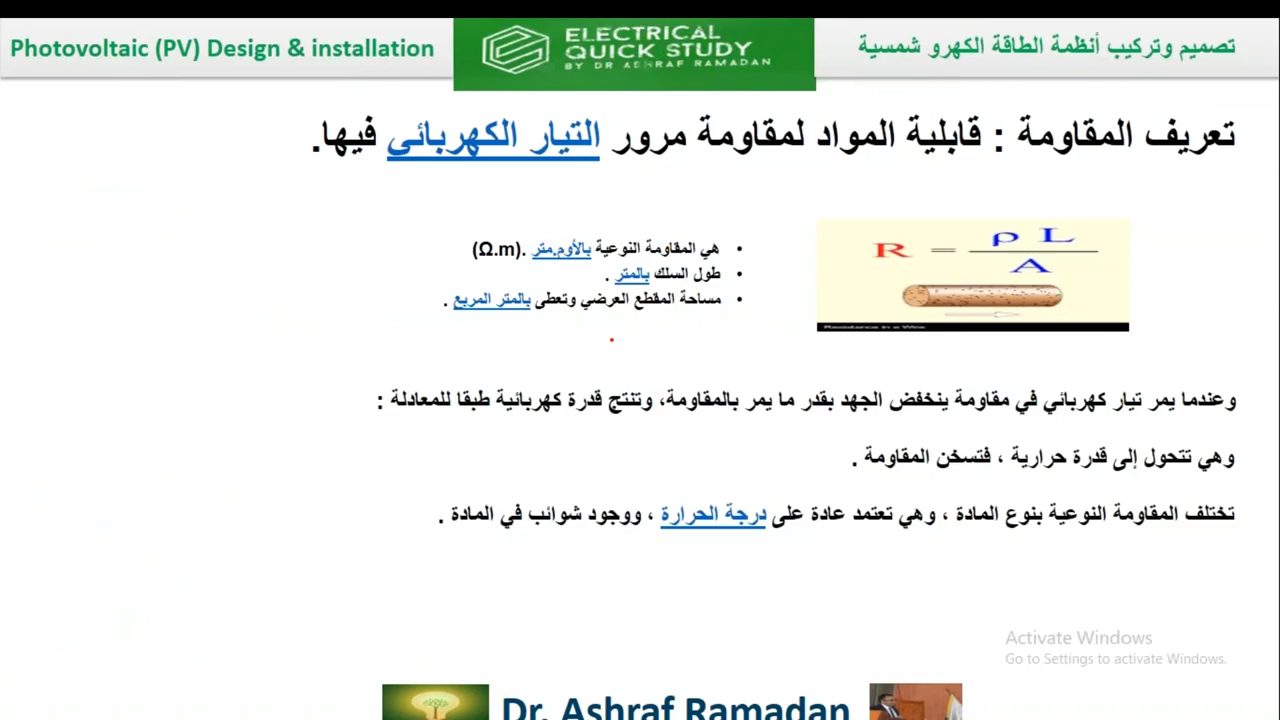 Photovoltaic (PV) Design & installation
ELECTRICAL
QUICK STUDY
BY DR ASHRAF RAMADAN
تصميم وتركيب أنظمة الطاقة الكهرو شمسية
تعريف المقاومة : قابلية المواد لمقاومة مرور التيار الكهربائي فيها.
• هي المقاومة النوعية بالأوم.متر .(Ω.m)
• طول السلك بالمتر .
• مساحة المقطع العرضي وتعطى بالمتر المربع .
R = ρ L / A
Resistance in a Wire
وعندما يمر تيار كهربائي في مقاومة ينخفض الجهد بقدر ما يمر بالمقاومة، وتنتج قدرة كهربائية طبقا للمعادلة :
وهي تتحول إلى قدرة حرارية ، فتسخن المقاومة .
تختلف المقاومة النوعية بنوع المادة ، وهي تعتمد عادة على درجة الحرارة ، ووجود شوائب في المادة .
Activate Windows
Go to Settings to activate Windows.
Dr. Ashraf Ramadan